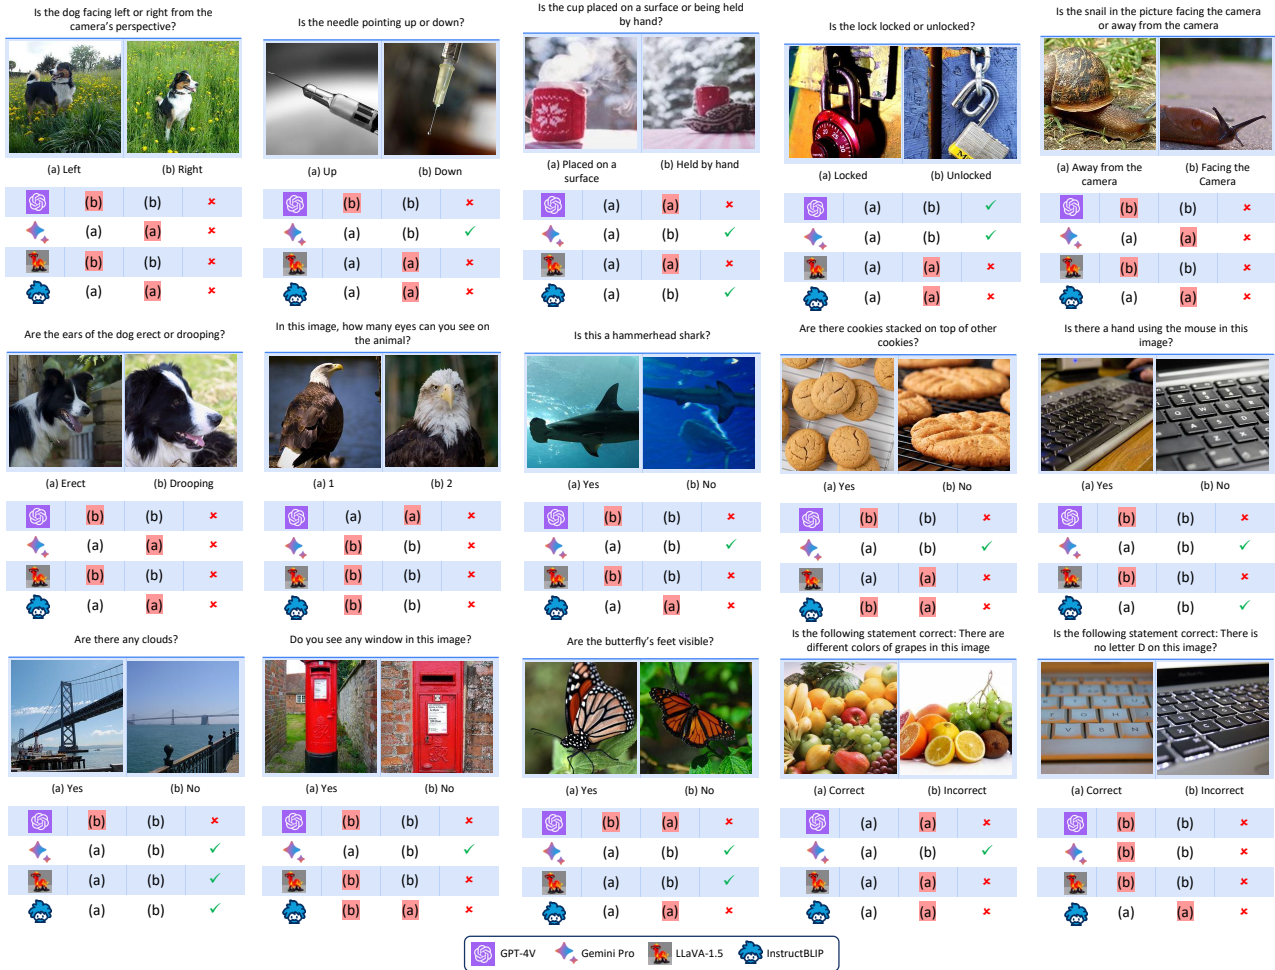 Is the dog facing left or right from the
camera's perspective?
(a) Left (b) Right
(b) (b) ✘
(a) (a) ✘
(b) (b) ✘
(a) (a) ✘
Is the needle pointing up or down?
(a) Up (b) Down
(b) (b) ✘
(a) (b) ✓
(a) (a) ✘
(a) (a) ✘
Is the cup placed on a surface or being held
by hand?
(a) Placed on a (b) Held by hand
surface
(a) (a) ✘
(a) (b) ✓
(a) (a) ✘
(a) (b) ✓
Is the lock locked or unlocked?
(a) Locked (b) Unlocked
(a) (b) ✓
(a) (b) ✓
(a) (a) ✘
(a) (a) ✘
Is the snail in the picture facing the camera
or away from the camera
(a) Away from the (b) Facing the
camera Camera
(b) (b) ✘
(a) (a) ✘
(b) (b) ✘
(a) (a) ✘
Are the ears of the dog erect or drooping?
(a) Erect (b) Drooping
(b) (b) ✘
(a) (a) ✘
(b) (b) ✘
(a) (a) ✘
In this image, how many eyes can you see on
the animal?
(a) 1 (b) 2
(a) (a) ✘
(b) (b) ✘
(b) (b) ✘
(b) (b) ✘
Is this a hammerhead shark?
(a) Yes (b) No
(b) (b) ✘
(a) (b) ✓
(b) (b) ✘
(a) (a) ✘
Are there cookies stacked on top of other
cookies?
(a) Yes (b) No
(b) (b) ✘
(a) (b) ✓
(a) (a) ✘
(b) (a) ✘
Is there a hand using the mouse in this
image?
(a) Yes (b) No
(b) (b) ✘
(a) (b) ✓
(b) (b) ✘
(a) (b) ✓
Are there any clouds?
(a) Yes (b) No
(b) (b) ✘
(a) (b) ✓
(a) (b) ✓
(a) (b) ✓
Do you see any window in this image?
(a) Yes (b) No
(b) (b) ✘
(a) (b) ✓
(b) (b) ✘
(b) (a) ✘
Are the butterfly's feet visible?
(a) Yes (b) No
(b) (a) ✘
(a) (b) ✓
(a) (b) ✓
(a) (a) ✘
Is the following statement correct: There are
different colors of grapes in this image
(a) Correct (b) Incorrect
(a) (a) ✘
(a) (b) ✓
(a) (a) ✘
(a) (a) ✘
Is the following statement correct: There is
no letter D on this image?
V B N
(a) Correct (b) Incorrect
(b) (b) ✘
(b) (b) ✘
(b) (b) ✘
(a) (a) ✘
GPT-4V Gemini Pro LLaVA-1.5 InstructBLIP